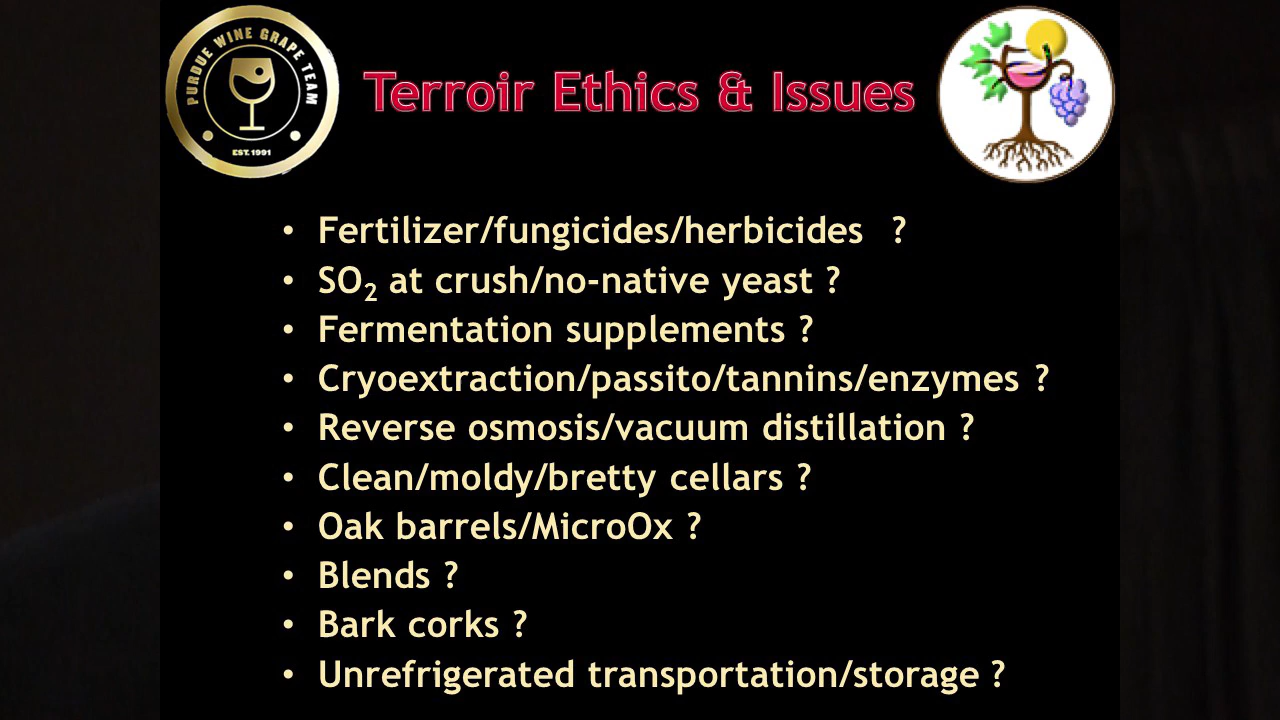 PURDUE WINE GRAPE TEAM
EST. 1991
Terroir Ethics & Issues
• Fertilizer/fungicides/herbicides ?
• SO₂ at crush/no-native yeast ?
• Fermentation supplements ?
• Cryoextraction/passito/tannins/enzymes ?
• Reverse osmosis/vacuum distillation ?
• Clean/moldy/bretty cellars ?
• Oak barrels/MicroOx ?
• Blends ?
• Bark corks ?
• Unrefrigerated transportation/storage ?